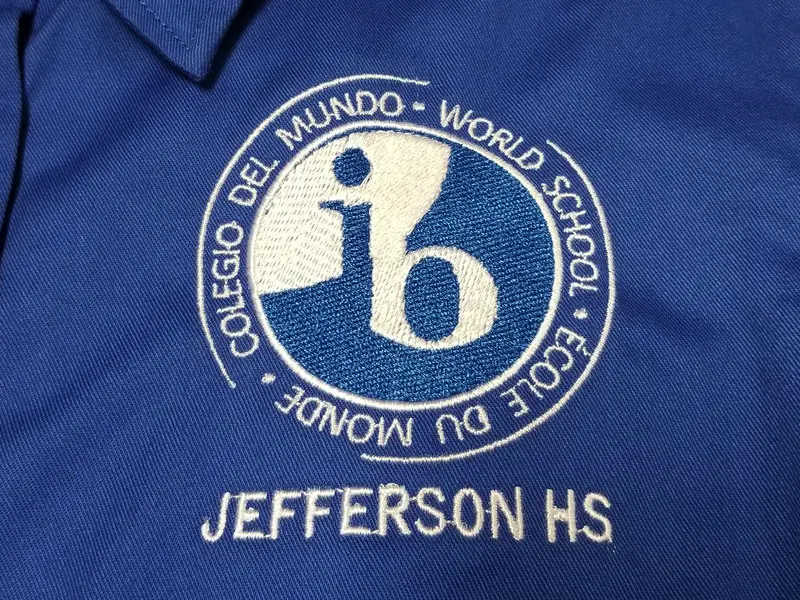 COLEGIO DEL MUNDO • WORLD SCHOOL • ÉCOLE DU MONDE •
ib
JEFFERSON HS